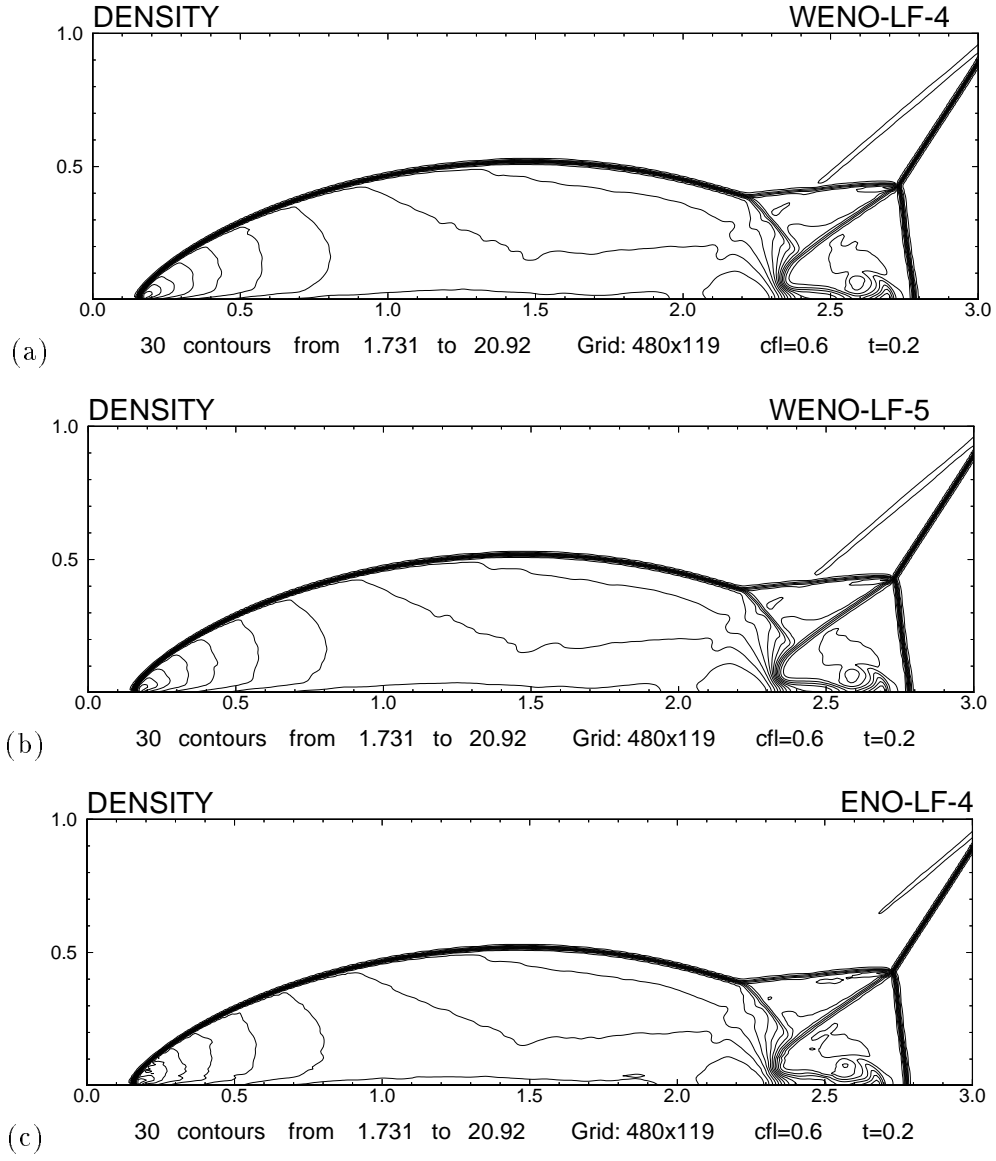 DENSITY WENO-LF-4
1.0
0.5
0.0 0.5 1.0 1.5 2.0 2.5 3.0
(a) 30 contours from 1.731 to 20.92 Grid: 480x119 cfl=0.6 t=0.2
DENSITY WENO-LF-5
1.0
0.5
0.0 0.5 1.0 1.5 2.0 2.5 3.0
(b) 30 contours from 1.731 to 20.92 Grid: 480x119 cfl=0.6 t=0.2
DENSITY ENO-LF-4
1.0
0.5
0.0 0.5 1.0 1.5 2.0 2.5 3.0
(c) 30 contours from 1.731 to 20.92 Grid: 480x119 cfl=0.6 t=0.2